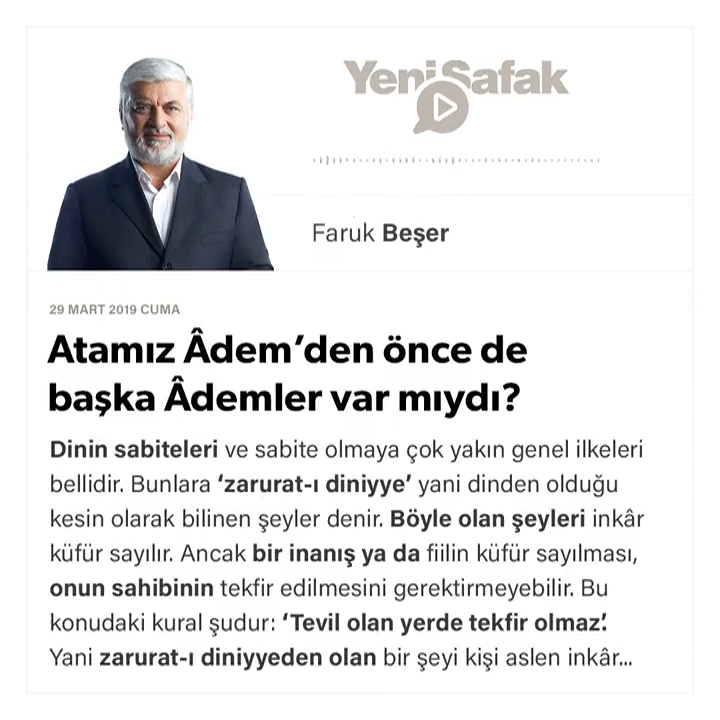 Yeni Safak
Faruk Beşer
29 MART 2019 CUMA
Atamız Âdem'den önce de
başka Âdemler var mıydı?
Dinin sabiteleri ve sabite olmaya çok yakın genel ilkeleri
bellidir. Bunlara 'zarurat-ı diniyye' yani dinden olduğu
kesin olarak bilinen şeyler denir. Böyle olan şeyleri inkâr
küfür sayılır. Ancak bir inanış ya da fiilin küfür sayılması,
onun sahibinin tekfir edilmesini gerektirmeyebilir. Bu
konudaki kural şudur: 'Tevil olan yerde tekfir olmaz'.
Yani zarurat-ı diniyyeden olan bir şeyi kişi aslen inkâr...